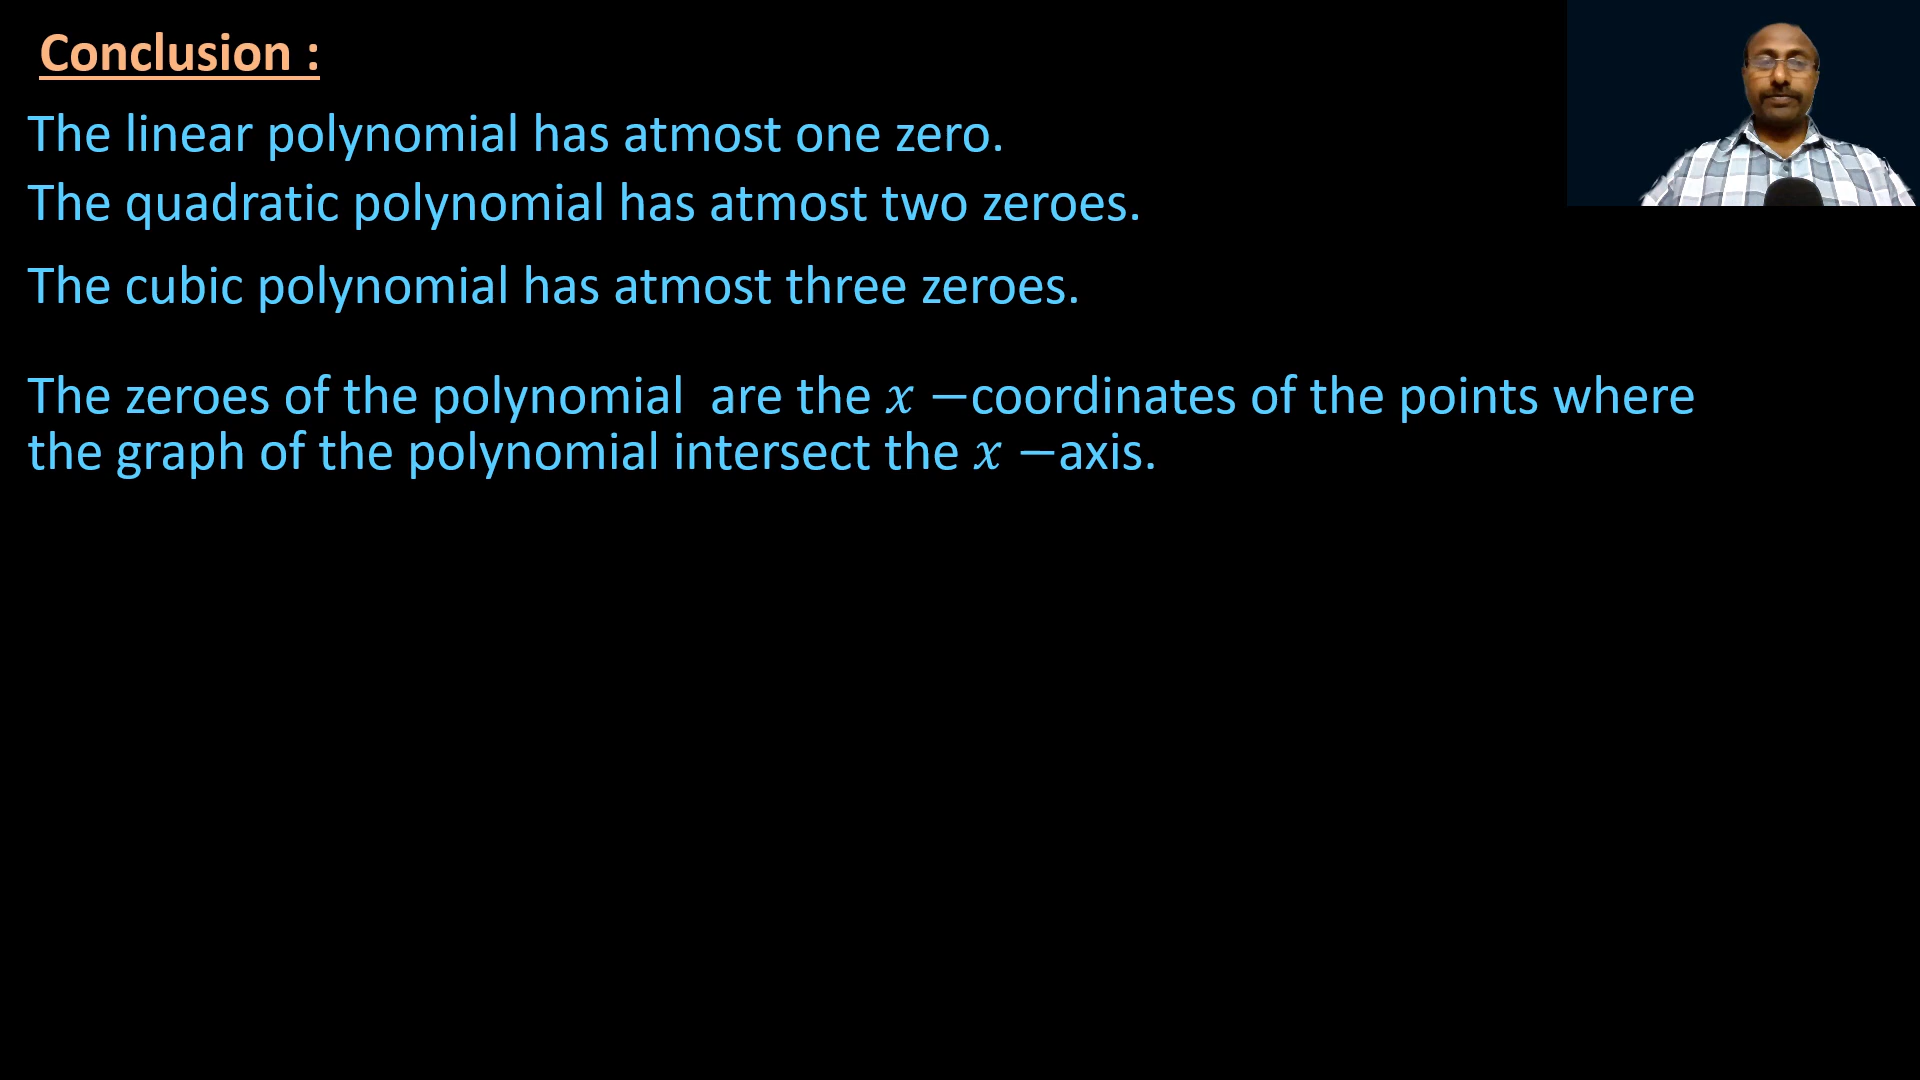 Conclusion :
The linear polynomial has atmost one zero.
The quadratic polynomial has atmost two zeroes.
The cubic polynomial has atmost three zeroes.
The zeroes of the polynomial are the 𝑥 −coordinates of the points where
the graph of the polynomial intersect the 𝑥 −axis.